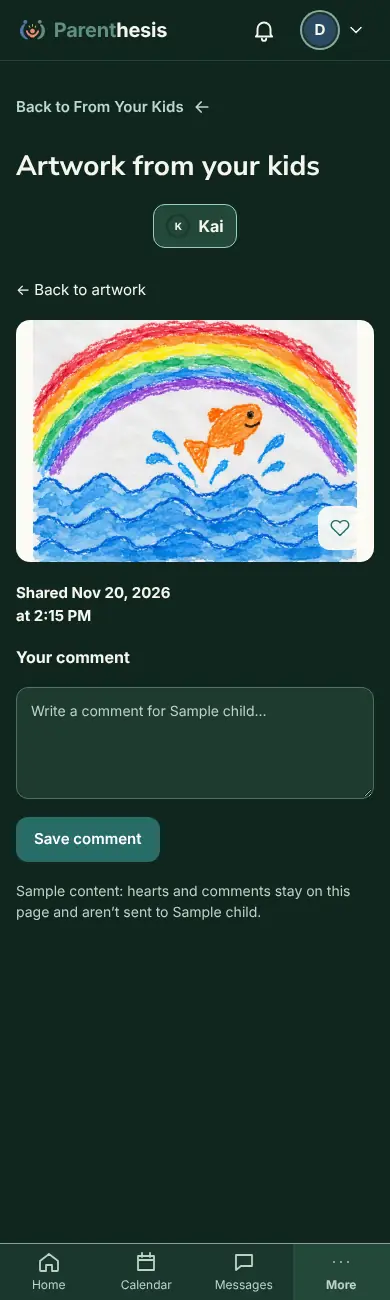 Parenthesis
D
Back to From Your Kids ←
Artwork from your kids
K Kai
← Back to artwork
Shared Nov 20, 2026
at 2:15 PM
Your comment
Write a comment for Sample child...
Save comment
Sample content: hearts and comments stay on this
page and aren’t sent to Sample child.
Home Calendar Messages More